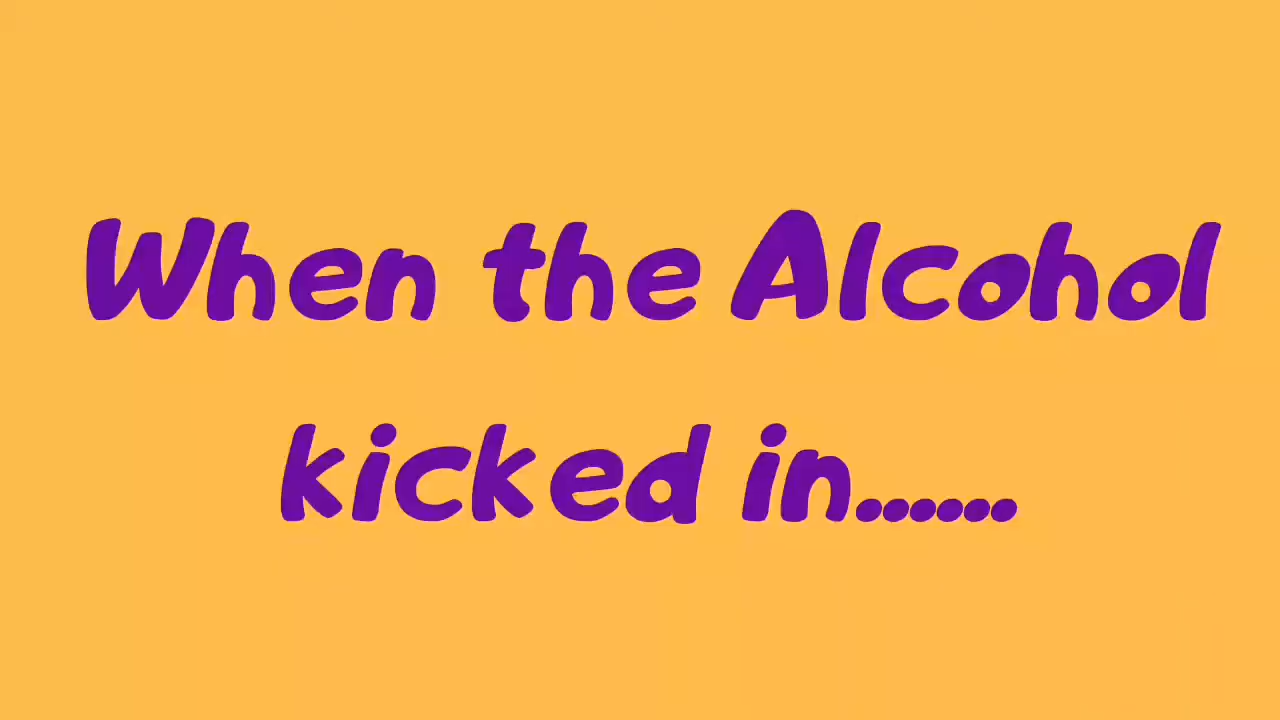 When the Alcohol
kicked in......